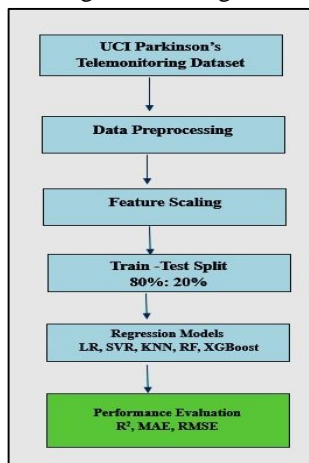 UCI Parkinson's
Telemonitoring Dataset
Data Preprocessing
Feature Scaling
Train -Test Split
80%: 20%
Regression Models
LR, SVR, KNN, RF, XGBoost
Performance Evaluation
R², MAE, RMSE